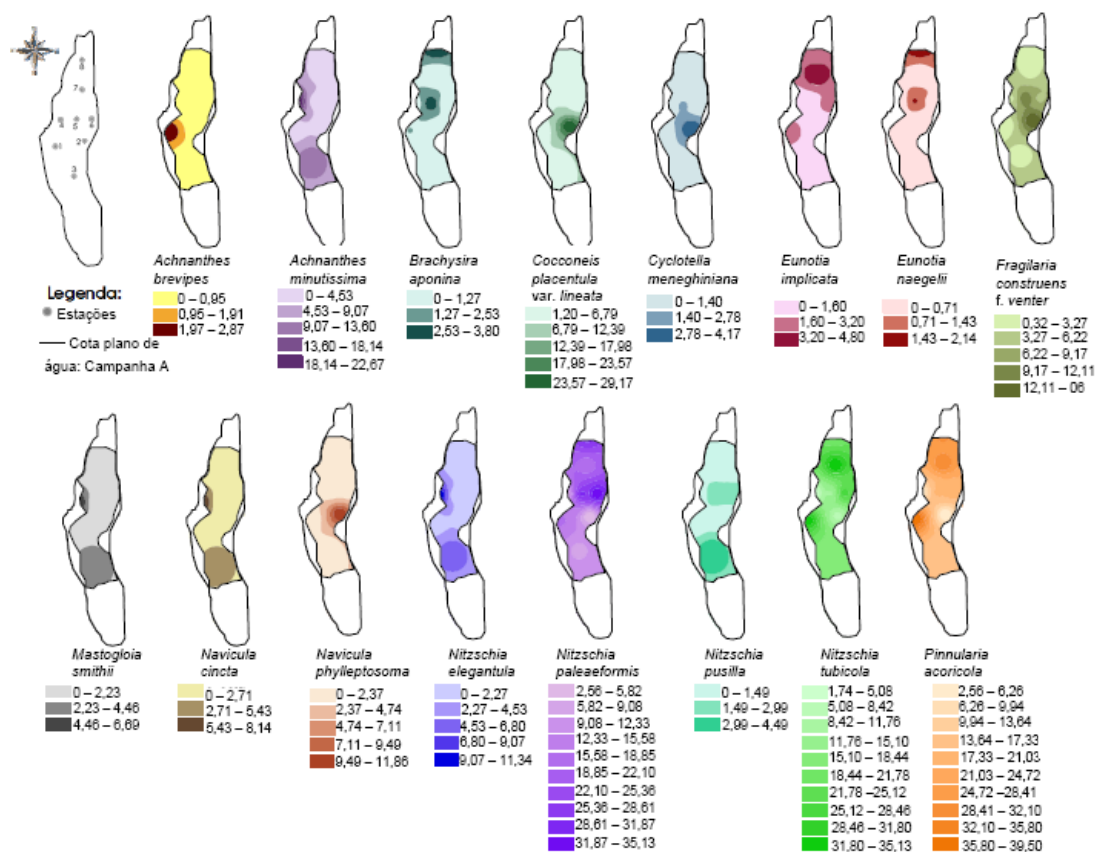 8
7
5
2
1
3
Legenda:
Estações
Cota plano de
água: Campanha A
Achnanthes
brevipes
0 – 0,95
0,95 – 1,91
1,97 – 2,87
Achnanthes
minutissima
0 – 4,53
4,53 – 9,07
9,07 – 13,60
13,60 – 18,14
18,14 – 22,67
Brachysira
aponina
0 – 1,27
1,27 – 2,53
2,53 – 3,80
Cocconeis
placentula
var. lineata
1,20 – 6,79
6,79 – 12,39
12,39 – 17,98
17,98 – 23,57
23,57 – 29,17
Cyclotella
meneghiniana
0 – 1,40
1,40 – 2,78
2,78 – 4,17
Eunotia
implicata
0 – 1,60
1,60 – 3,20
3,20 – 4,80
Eunotia
naegelii
0 – 0,71
0,71 – 1,43
1,43 – 2,14
Fragilaria
construens
f. venter
0,32 – 3,27
3,27 – 6,22
6,22 – 9,17
9,17 – 12,11
12,11 – 06
Mastogloia
smithii
0 – 2,23
2,23 – 4,46
4,46 – 6,69
Navicula
cincta
0 – 2,71
2,71 – 5,43
5,43 – 8,14
Navicula
phylleptosoma
0 – 2,37
2,37 – 4,74
4,74 – 7,11
7,11 – 9,49
9,49 – 11,86
Nitzschia
elegantula
0 – 2,27
2,27 – 4,53
4,53 – 6,80
6,80 – 9,07
9,07 – 11,34
Nitzschia
paleaeformis
2,56 – 5,82
5,82 – 9,08
9,08 – 12,33
12,33 – 15,58
15,58 – 18,85
18,85 – 22,10
22,10 – 25,36
25,36 – 28,61
28,61 – 31,87
31,87 – 35,13
Nitzschia
pusilla
0 – 1,49
1,49 – 2,99
2,99 – 4,49
Nitzschia
tubicola
1,74 – 5,08
5,08 – 8,42
8,42 – 11,76
11,76 – 15,10
15,10 – 18,44
18,44 – 21,78
21,78 – 25,12
25,12 – 28,46
28,46 – 31,80
31,80 – 35,13
Pinnularia
acoricola
2,56 – 6,26
6,26 – 9,94
9,94 – 13,64
13,64 – 17,33
17,33 – 21,03
21,03 – 24,72
24,72 – 28,41
28,41 – 32,10
32,10 – 35,80
35,80 – 39,50